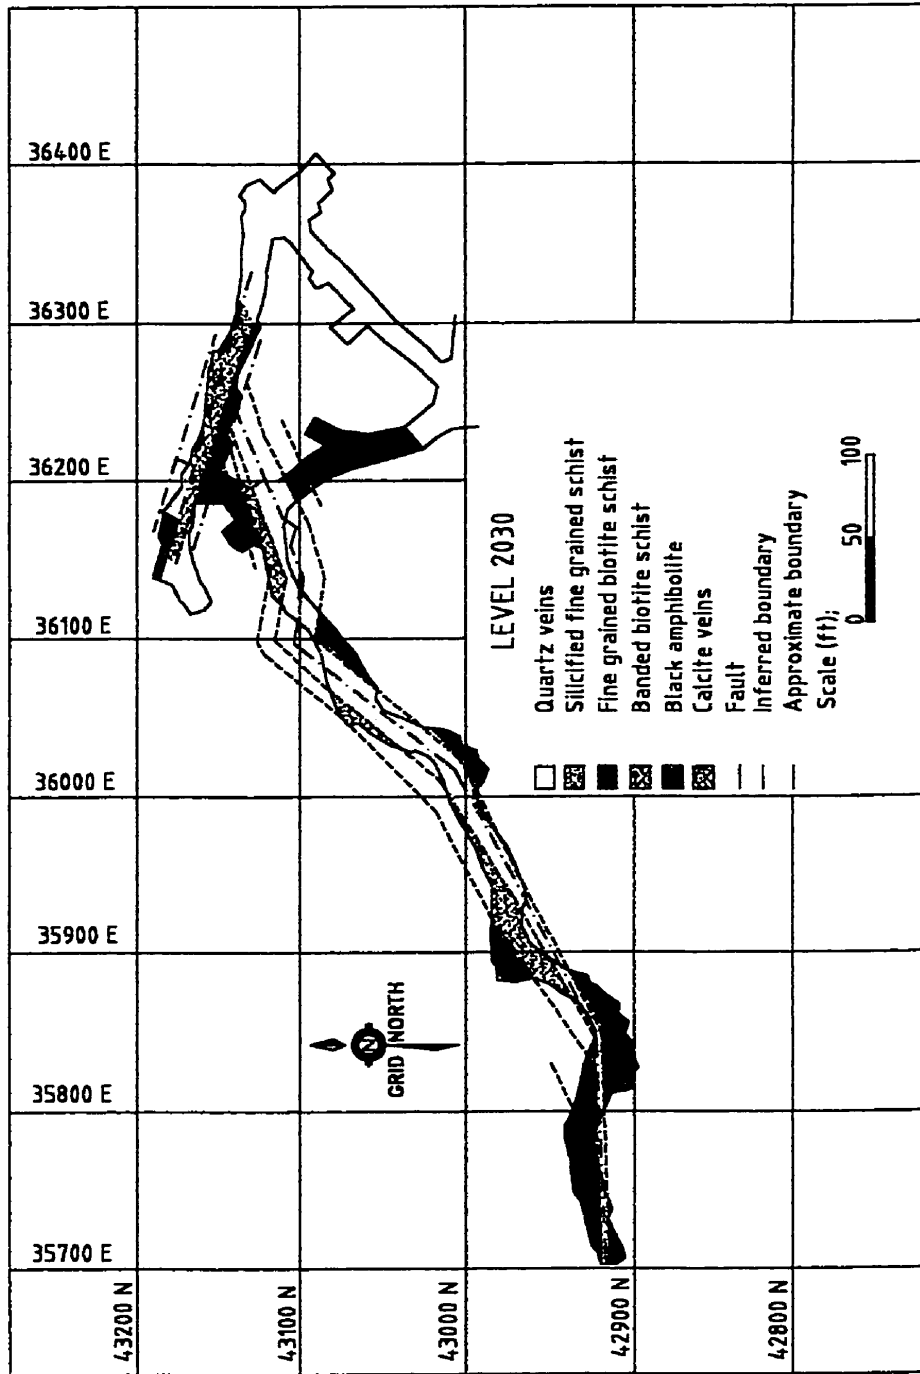 36400 E
36300 E
36200 E
36100 E
36000 E
35900 E
35800 E
35700 E
43200 N
43100 N
43000 N
42900 N
42800 N
N
GRID NORTH
LEVEL 2030
Quartz veins
Silicified fine grained schist
Fine grained biotite schist
Banded biotite schist
Black amphibolite
Calcite veins
Fault
Inferred boundary
Approximate boundary
Scale (ft);
0 50 100